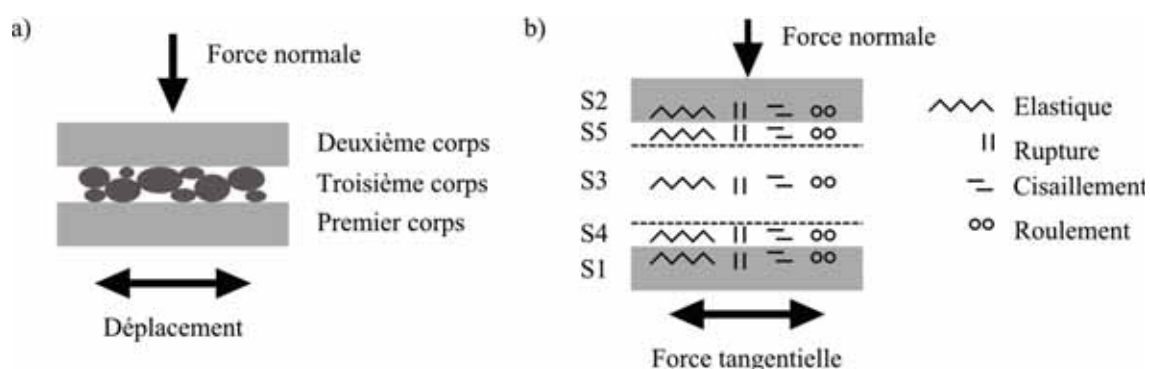 a)
Force normale
Deuxième corps
Troisième corps
Premier corps
Déplacement
b)
Force normale
S2
S5
S3
S4
S1
Elastique
Rupture
Cisaillement
Roulement
Force tangentielle